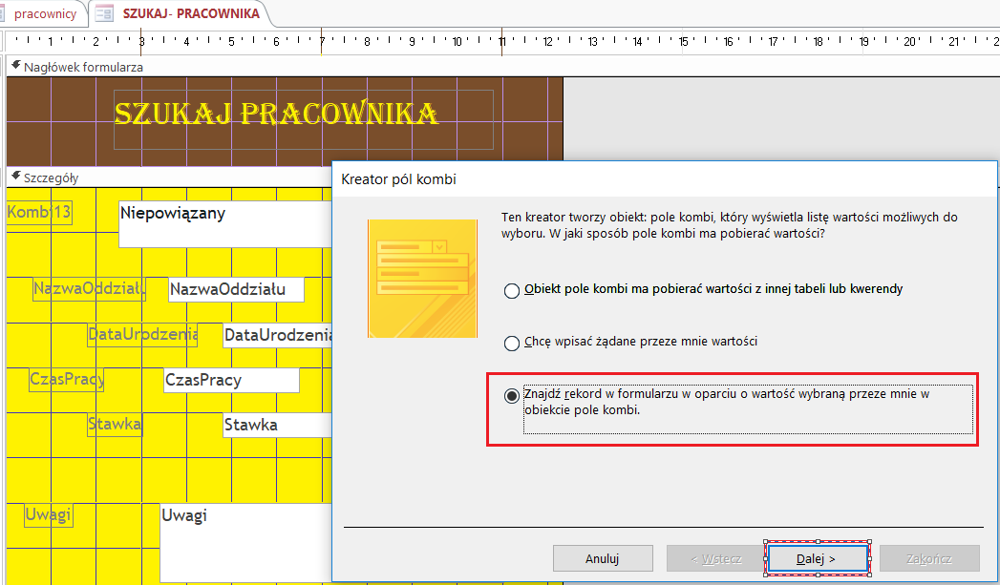 pracownicy SZUKAJ- PRACOWNIKA
1 2 3 4 5 6 7 8 9 10 11 12 13 14 15 16 17 18 19 20 21 2
Nagłówek formularza
SZUKAJ PRACOWNIKA
Szczegóły
Kombi13 Niepowiązany
NazwaOddziału NazwaOddziału
DataUrodzenia DataUrodzenia
CzasPracy CzasPracy
Stawka Stawka
Uwagi Uwagi
Kreator pól kombi
Ten kreator tworzy obiekt: pole kombi, który wyświetla listę wartości możliwych do
wyboru. W jaki sposób pole kombi ma pobierać wartości?
Obiekt pole kombi ma pobierać wartości z innej tabeli lub kwerendy
Chcę wpisać żądane przeze mnie wartości
Znajdź rekord w formularzu w oparciu o wartość wybraną przeze mnie w
obiekcie pole kombi.
Anuluj < Wstecz Dalej > Zakończ